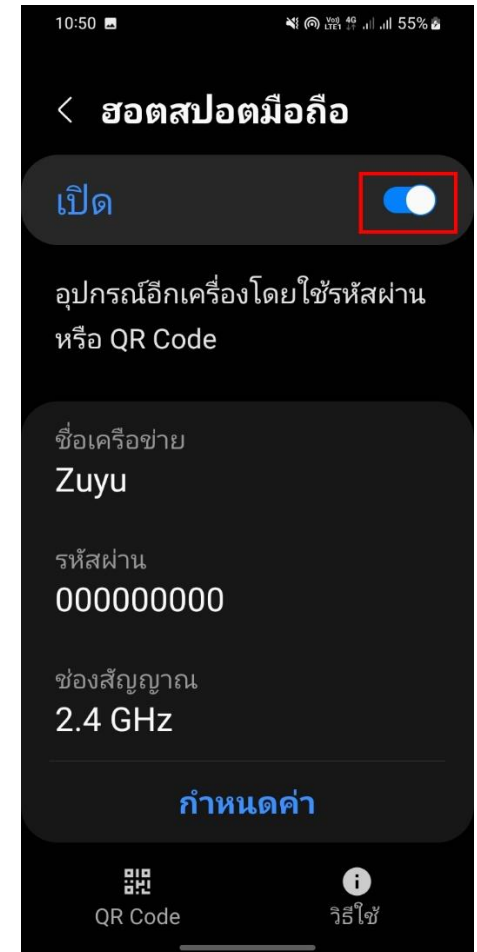 10:50 Vo) 4G LTE1 55%
ฮอตสปอตมือถือ
เปิด
อุปกรณ์อีกเครื่องโดยใช้รหัสผ่าน
หรือ QR Code
ชื่อเครือข่าย
Zuyu
รหัสผ่าน
000000000
ช่องสัญญาณ
2.4 GHz
กำหนดค่า
QR Code วิธีใช้